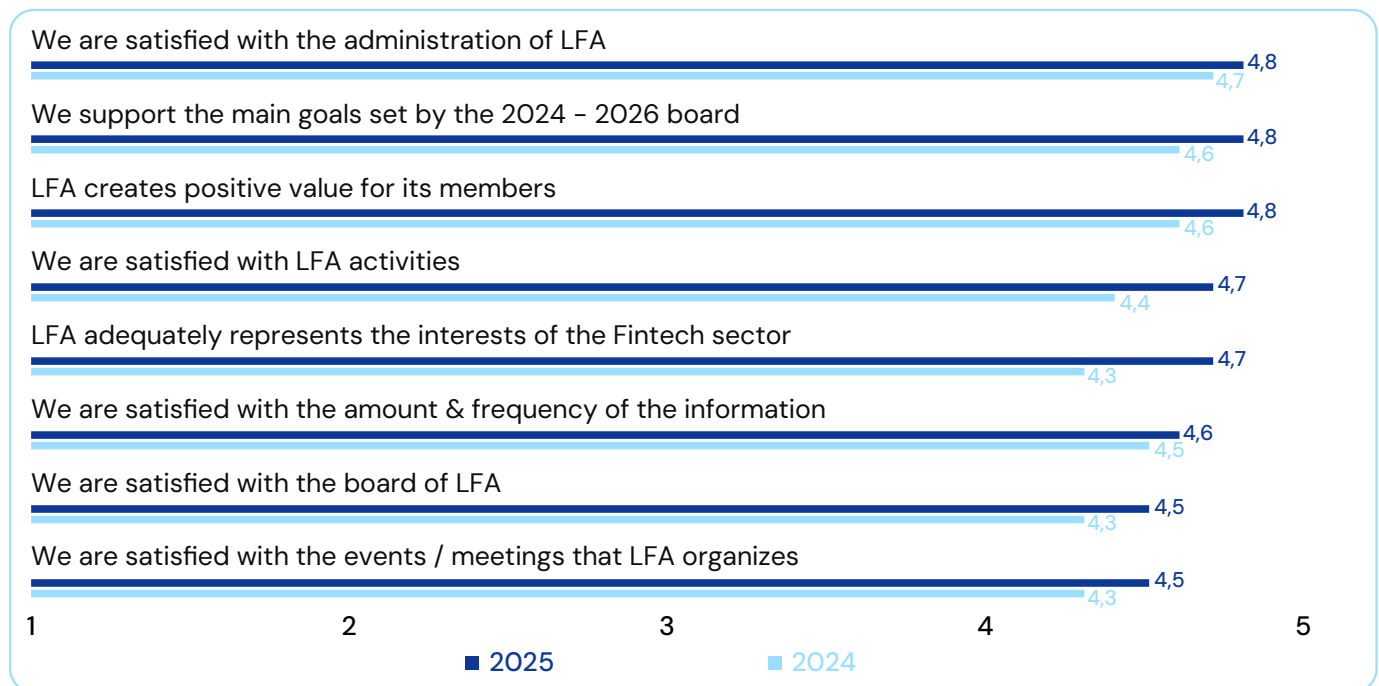 We are satisfied with the administration of LFA
4,8
4,7
We support the main goals set by the 2024 - 2026 board
4,8
4,6
LFA creates positive value for its members
4,8
4,6
We are satisfied with LFA activities
4,7
4,4
LFA adequately represents the interests of the Fintech sector
4,7
4,3
We are satisfied with the amount & frequency of the information
4,6
4,5
We are satisfied with the board of LFA
4,5
4,3
We are satisfied with the events / meetings that LFA organizes
4,5
4,3
1 2 3 4 5
2025 2024